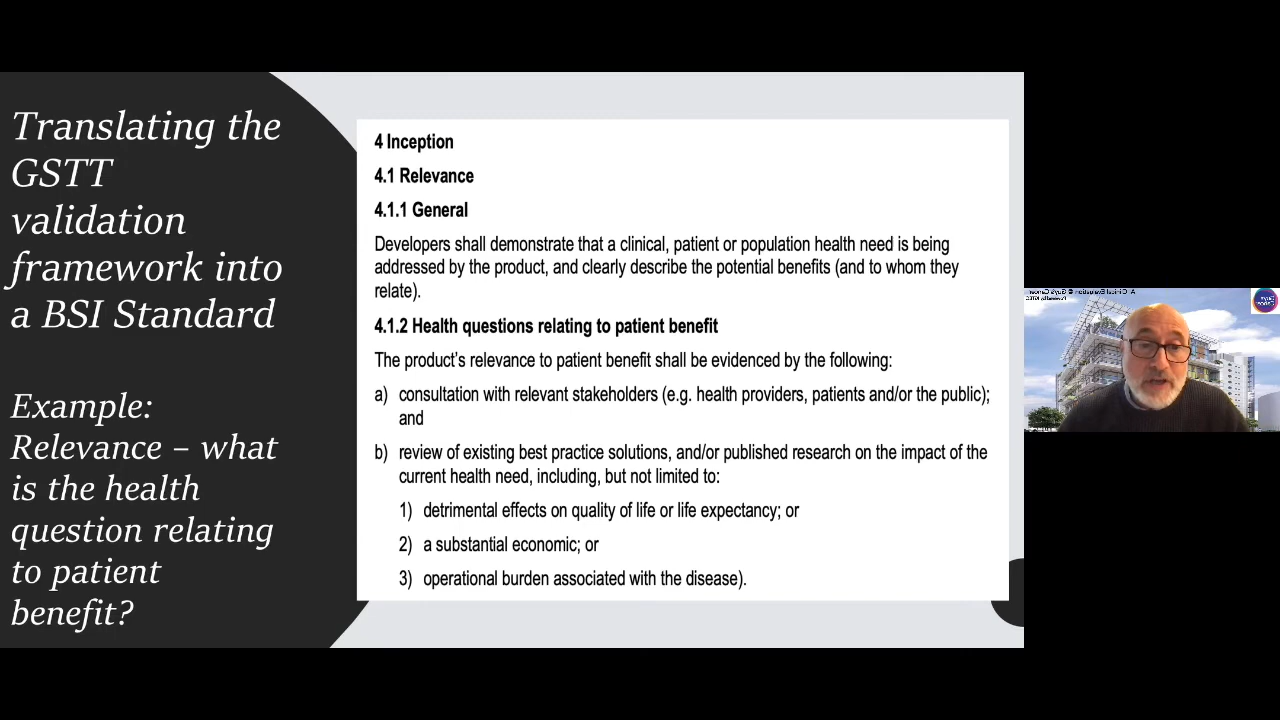 Translating the
GSTT
validation
framework into
a BSI Standard
Example:
Relevance – what
is the health
question relating
to patient
benefit?
4 Inception
4.1 Relevance
4.1.1 General
Developers shall demonstrate that a clinical, patient or population health need is being
addressed by the product, and clearly describe the potential benefits (and to whom they
relate).
4.1.2 Health questions relating to patient benefit
The product's relevance to patient benefit shall be evidenced by the following:
a) consultation with relevant stakeholders (e.g. health providers, patients and/or the public);
and
b) review of existing best practice solutions, and/or published research on the impact of the
current health need, including, but not limited to:
1) detrimental effects on quality of life or life expectancy; or
2) a substantial economic; or
3) operational burden associated with the disease).